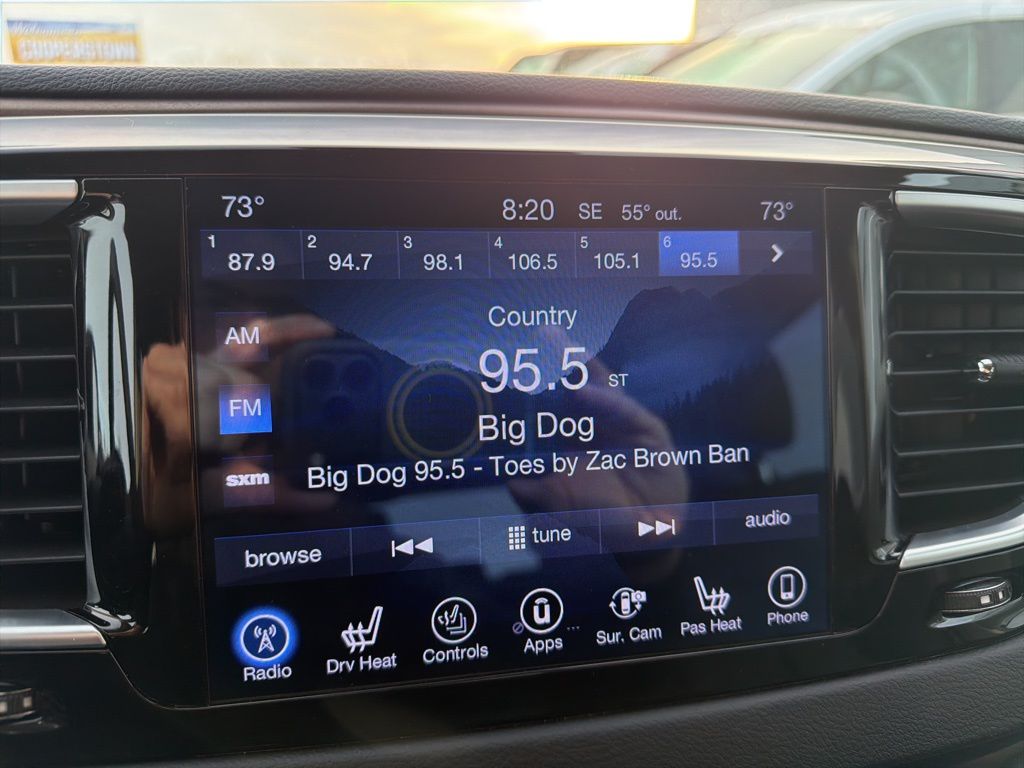 73° 8:20 SE 55° out. 73°
1 87.9 2 94.7 3 98.1 4 106.5 5 105.1 6 95.5
Country
AM
95.5 ST
FM
Big Dog
Big Dog 95.5 - Toes by Zac Brown Ban
sxm
browse tune audio
Radio Drv Heat Controls Apps Sur. Cam Pas Heat Phone